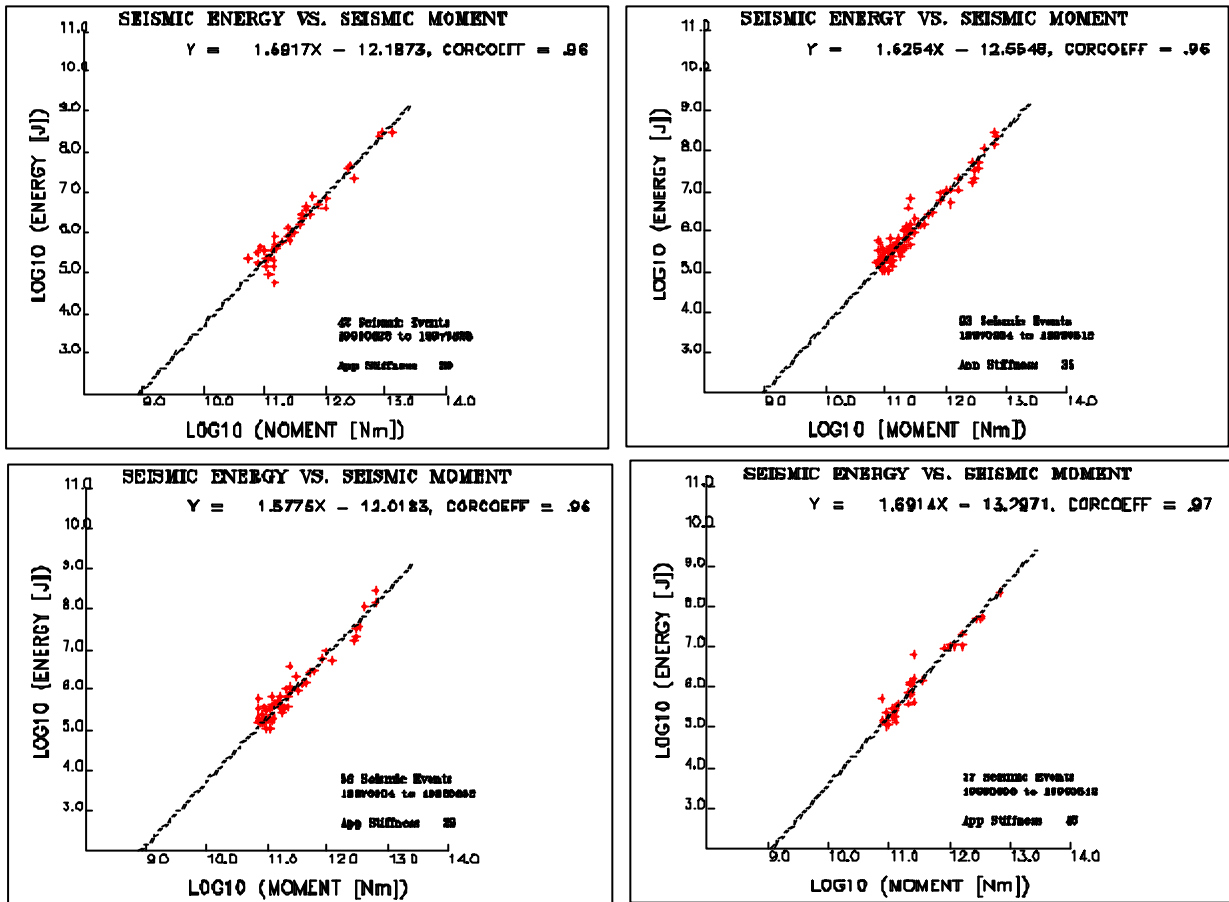 SEISMIC ENERGY VS. SEISMIC MOMENT
CORCOEFF = .96
LOG10 (ENERGY [J])
11.0
10.0
9.0
8.0
7.0
6.0
5.0
4.0
3.0
Seismic Events
to
App Stiffness
9.0 10.0 11.0 12.0 13.0 14.0
LOG10 (MOMENT [Nm])
SEISMIC ENERGY VS. SEISMIC MOMENT
Y = 1.6254X - CORCOEFF = .96
LOG10 (ENERGY [J])
11.0
10.0
9.0
8.0
7.0
6.0
5.0
4.0
3.0
Seismic Events
to
Stiffness
9.0 10.0 11.0 12.0 13.0 14.0
LOG10 [MOMENT [Nm])
SEISMIC ENERGY VS. SEISMIC MOMENT
Y = 1.5775X - CORCOEFF = .96
LOG10 (ENERGY [J])
11.0
10.0
9.0
8.0
7.0
6.0
5.0
4.0
3.0
Seismic Events
to
App Stiffness
9.0 10.0 11.0 12.0 13.0 14.0
LOG10 (MOMENT [Nm])
SEISMIC ENERGY VS. SEISMIC MOMENT
Y = 1.6914X - 13.2971, CORCOEFF = .97
LOG10 (ENERGY [J])
11.0
10.0
9.0
8.0
7.0
6.0
5.0
4.0
3.0
Seismic Events
to
App Stiffness
9.0 10.0 11.0 12.0 13.0 14.0
LOG10 (MOMENT [Nm])